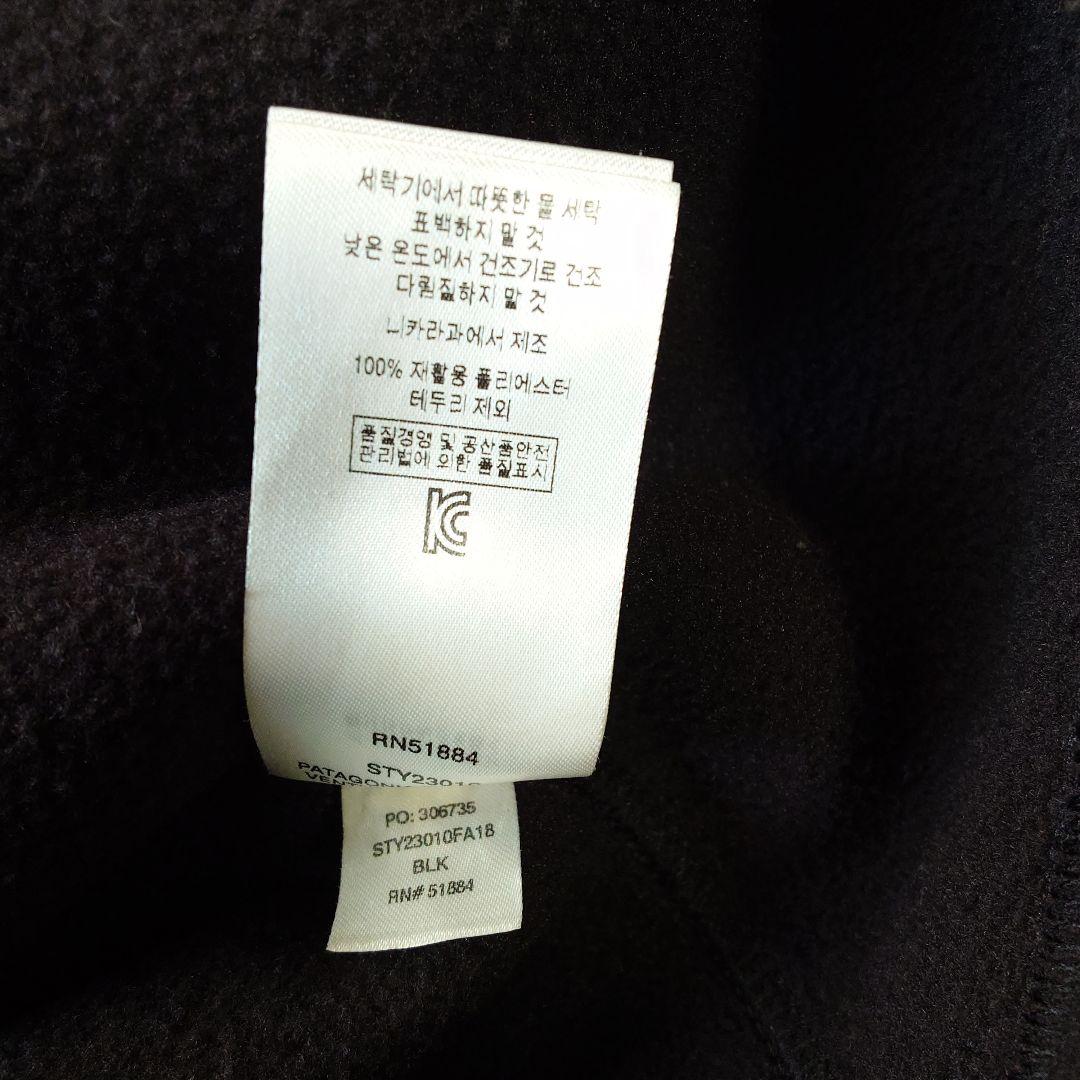 세탁기에서 따뜻한 물 세탁
표백하지 말 것
낮은 온도에서 건조기로 건조
다림질하지 말 것
니카라과에서 제조
100% 재활용 폴리에스터
테두리 제외
품질경영 및 공산품안전
관리법에 의한 품질표시
KC
RN51884
STY23010
PO: 306735
STY23010FA18
BLK
RN# 51884